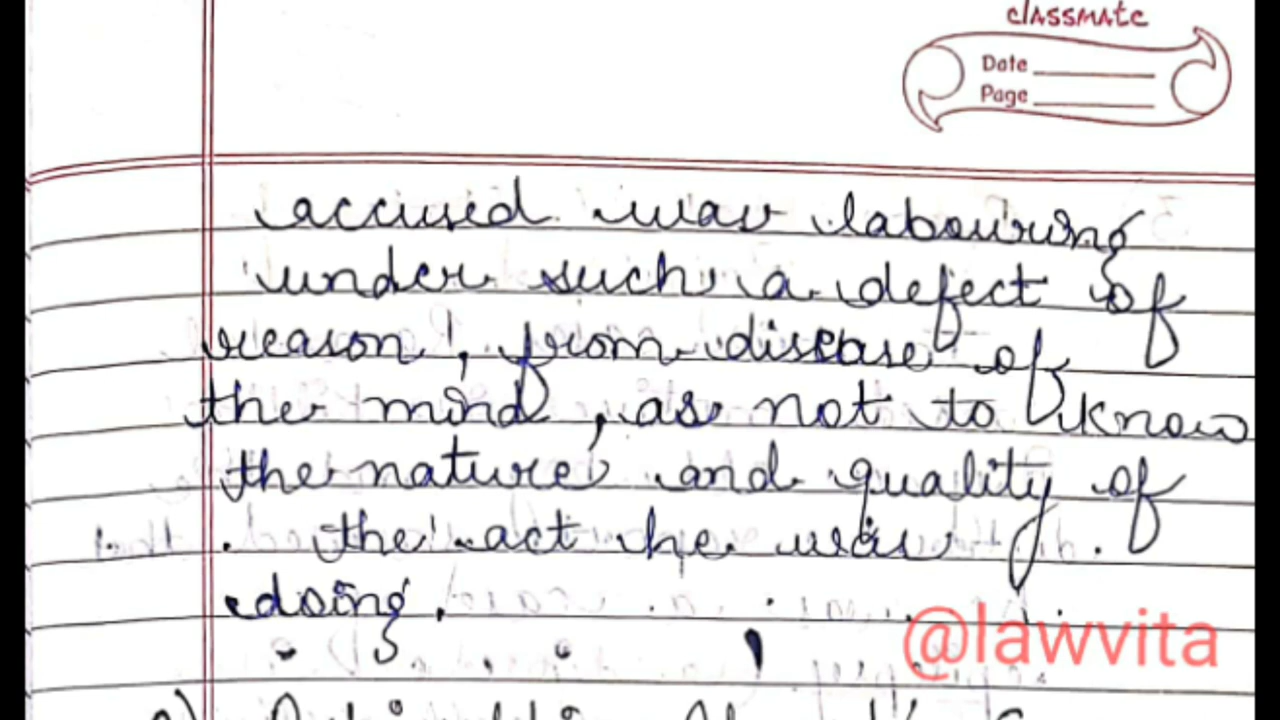 classmate
Date
Page
accused was labouring
under such a defect of
reason, from disease of
the mind, as not to know
the nature and quality of
the act he was
doing.
@lawvita